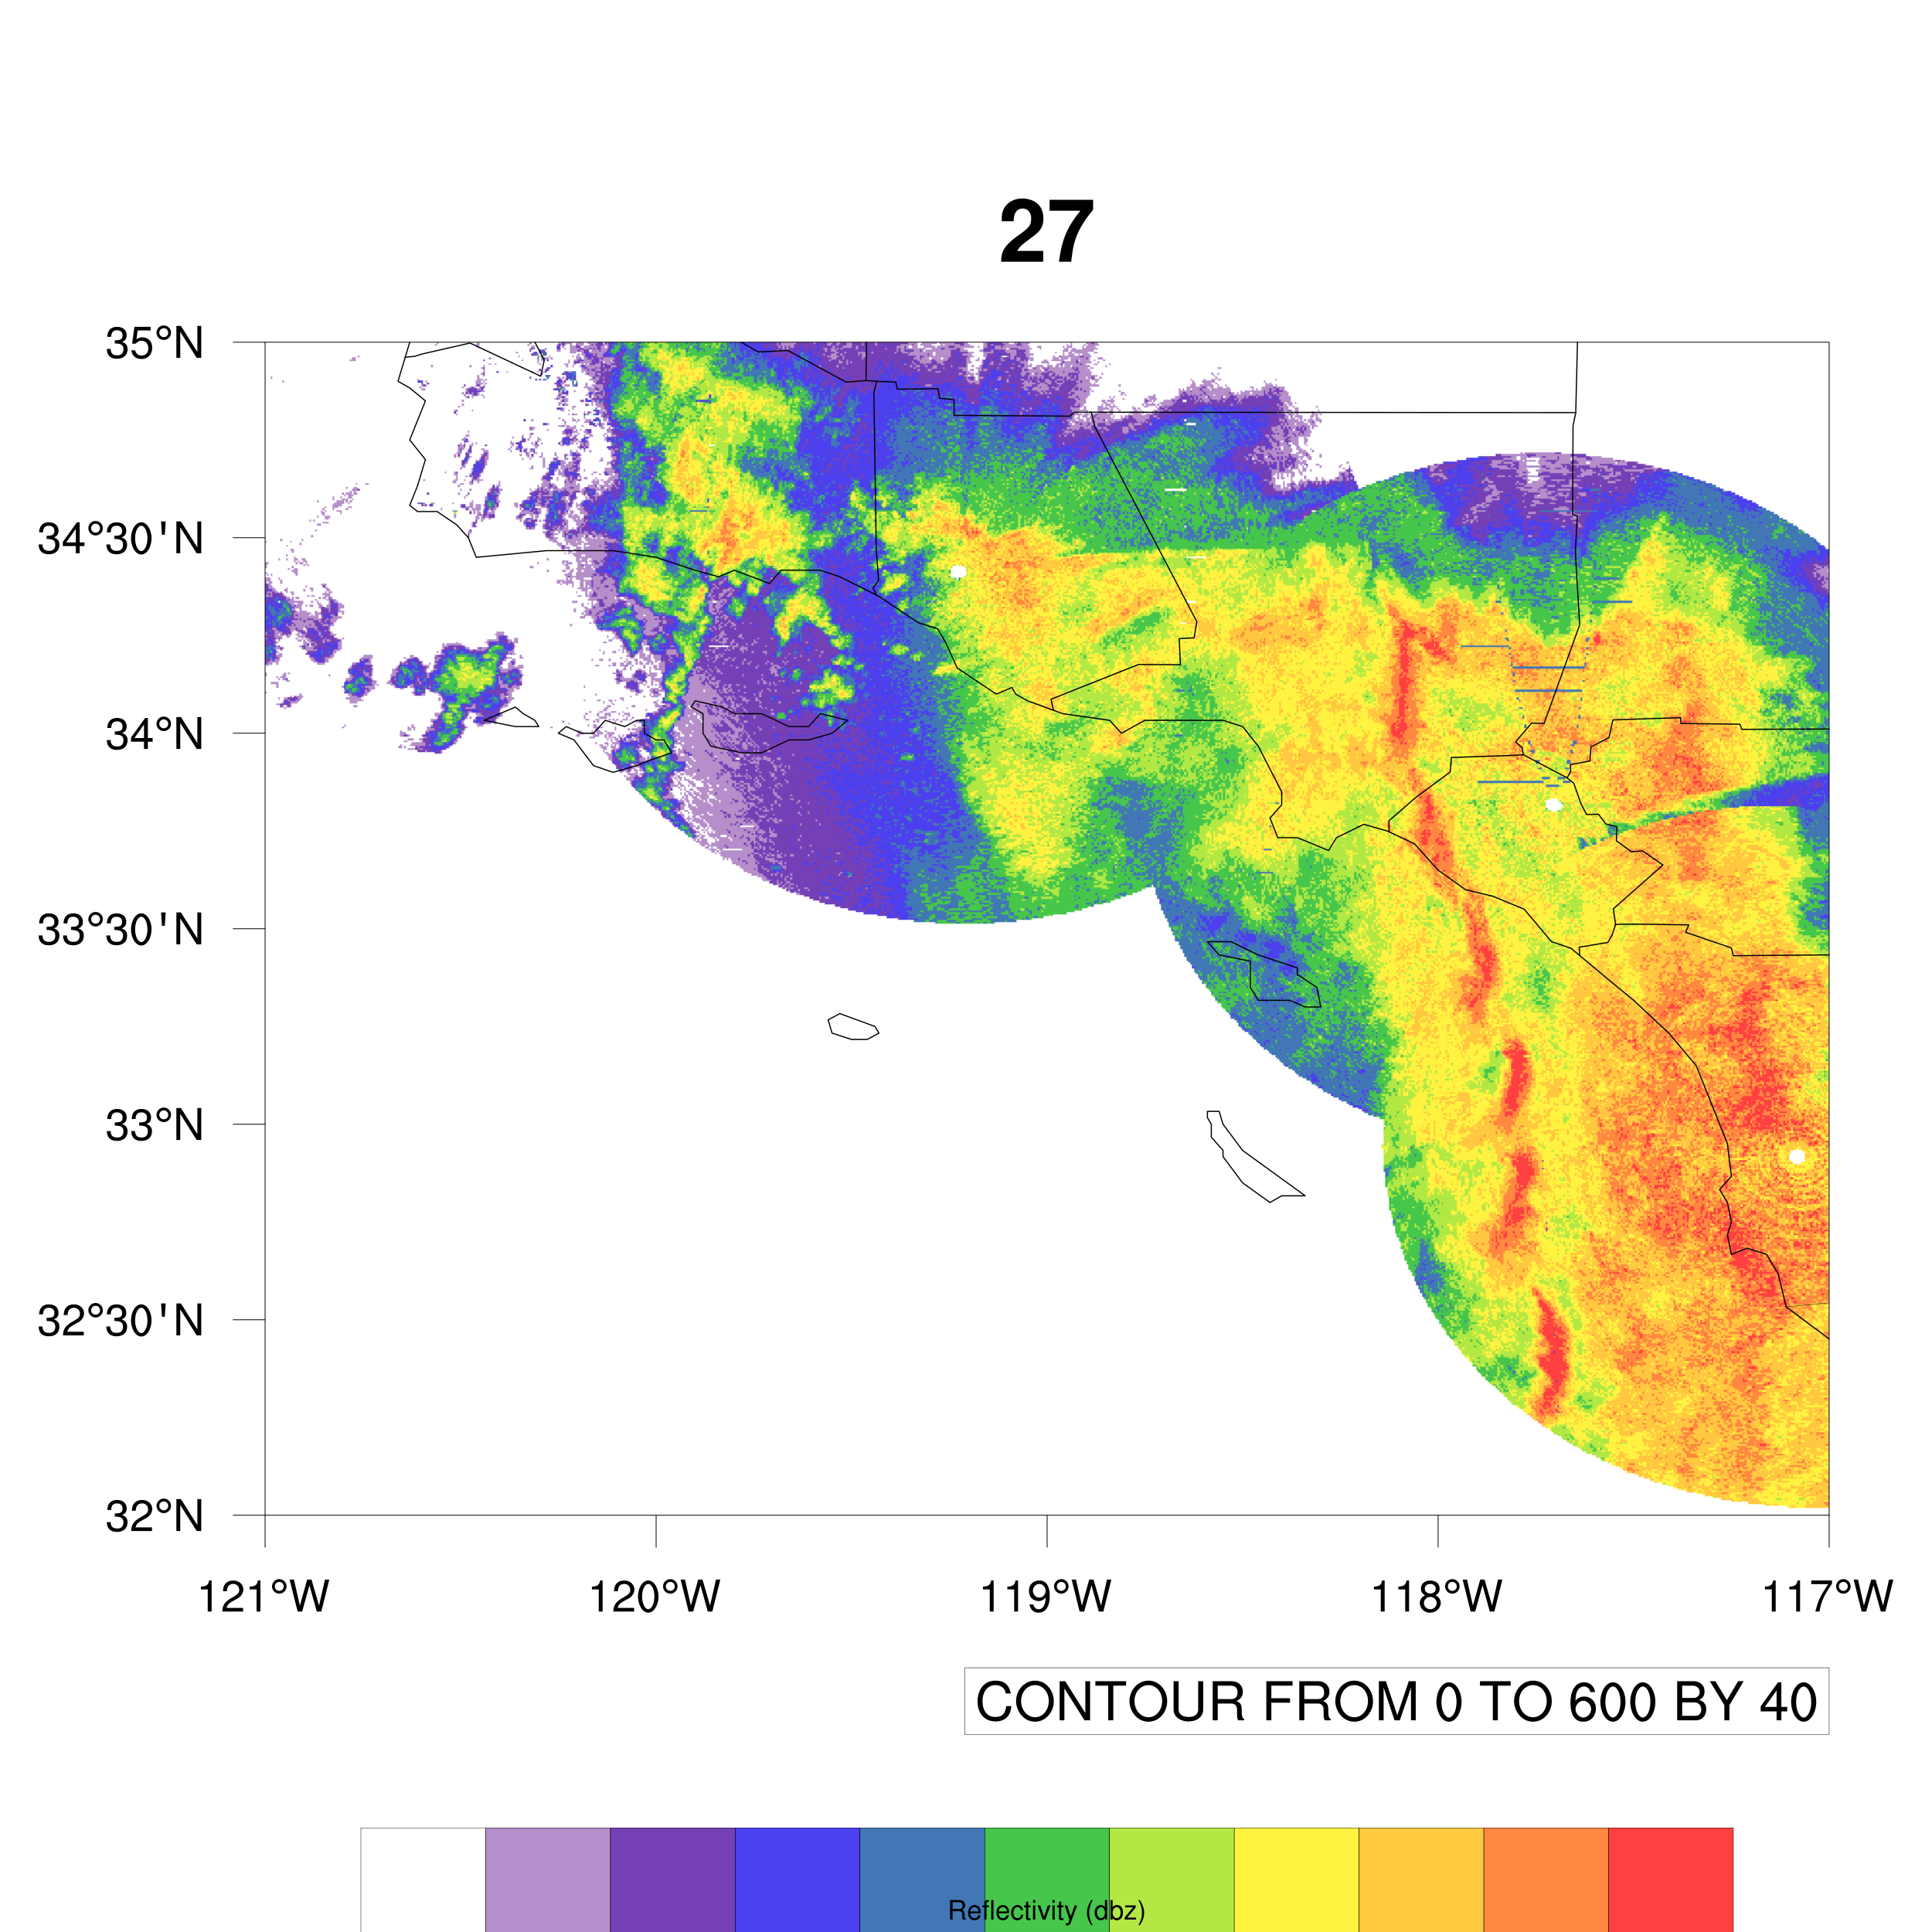 27
35°N
34°30'N
34°N
33°30'N
33°N
32°30'N
32°N
121°W 120°W 119°W 118°W 117°W
CONTOUR FROM 0 TO 600 BY 40
Reflectivity (dbz)